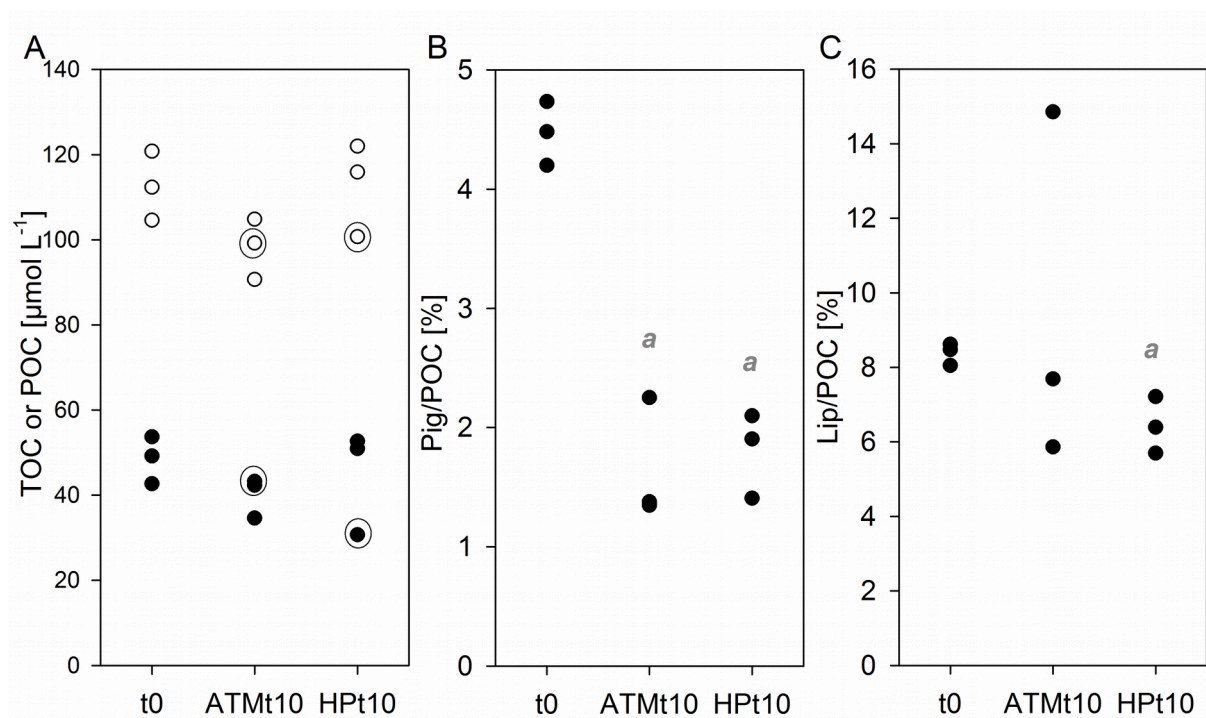 A
TOC or POC [µmol L⁻¹]
140
120
100
80
60
40
20
0
t0 ATMt10 HPt10
B
Pig/POC [%]
5
4
3
2
1
0
a
a
t0 ATMt10 HPt10
C
Lip/POC [%]
16
14
12
10
8
6
4
2
0
a
t0 ATMt10 HPt10